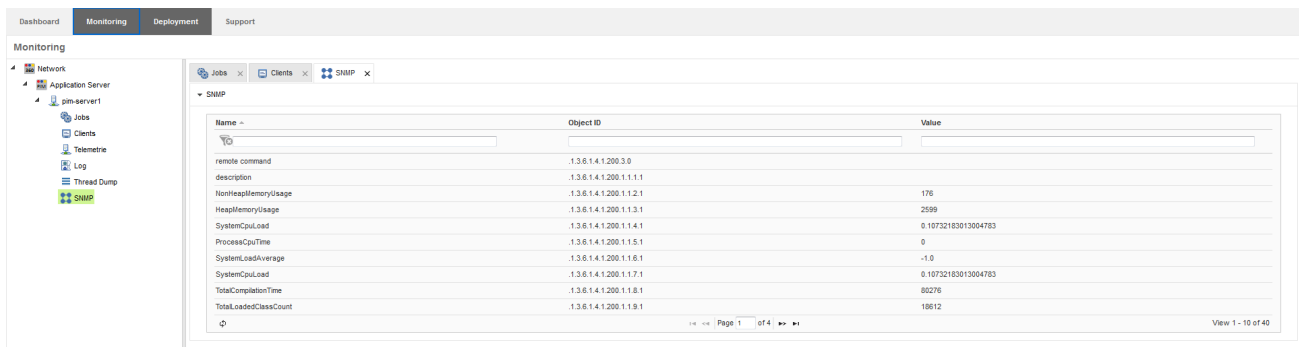 Dashboard Monitoring Deployment Support
Monitoring
Network
Application Server
pim-server1
Jobs
Clients
Telemetrie
Log
Thread Dump
SNMP
Jobs Clients SNMP
SNMP
Name Object ID Value
remote command .1.3.6.1.4.1.200.3.0
description .1.3.6.1.4.1.200.1.1.1.1
NonHeapMemoryUsage .1.3.6.1.4.1.200.1.1.2.1 176
HeapMemoryUsage .1.3.6.1.4.1.200.1.1.3.1 2599
SystemCpuLoad .1.3.6.1.4.1.200.1.1.4.1 0.10732183013004783
ProcessCpuTime .1.3.6.1.4.1.200.1.1.5.1 0
SystemLoadAverage .1.3.6.1.4.1.200.1.1.6.1 -1.0
SystemCpuLoad .1.3.6.1.4.1.200.1.1.7.1 0.10732183013004783
TotalCompilationTime .1.3.6.1.4.1.200.1.1.8.1 80276
TotalLoadedClassCount .1.3.6.1.4.1.200.1.1.9.1 18612
Page 1 of 4 View 1 - 10 of 40